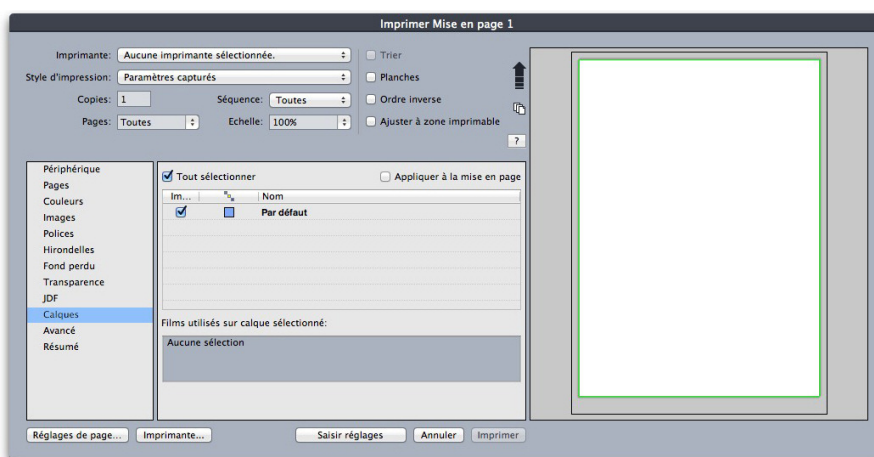 Imprimer Mise en page 1
Imprimante: Aucune imprimante sélectionnée.
Trier
Style d'impression: Paramètres capturés
Planches
Copies: 1 Séquence: Toutes
Ordre inverse
Pages: Toutes Echelle: 100%
Ajuster à zone imprimable
?
Périphérique
Pages
Couleurs
Images
Polices
Hirondelles
Fond perdu
Transparence
JDF
Calques
Avancé
Résumé
Tout sélectionner Appliquer à la mise en page
Im... Nom
Par défaut
Films utilisés sur calque sélectionné:
Aucune sélection
Réglages de page... Imprimante... Saisir réglages Annuler Imprimer